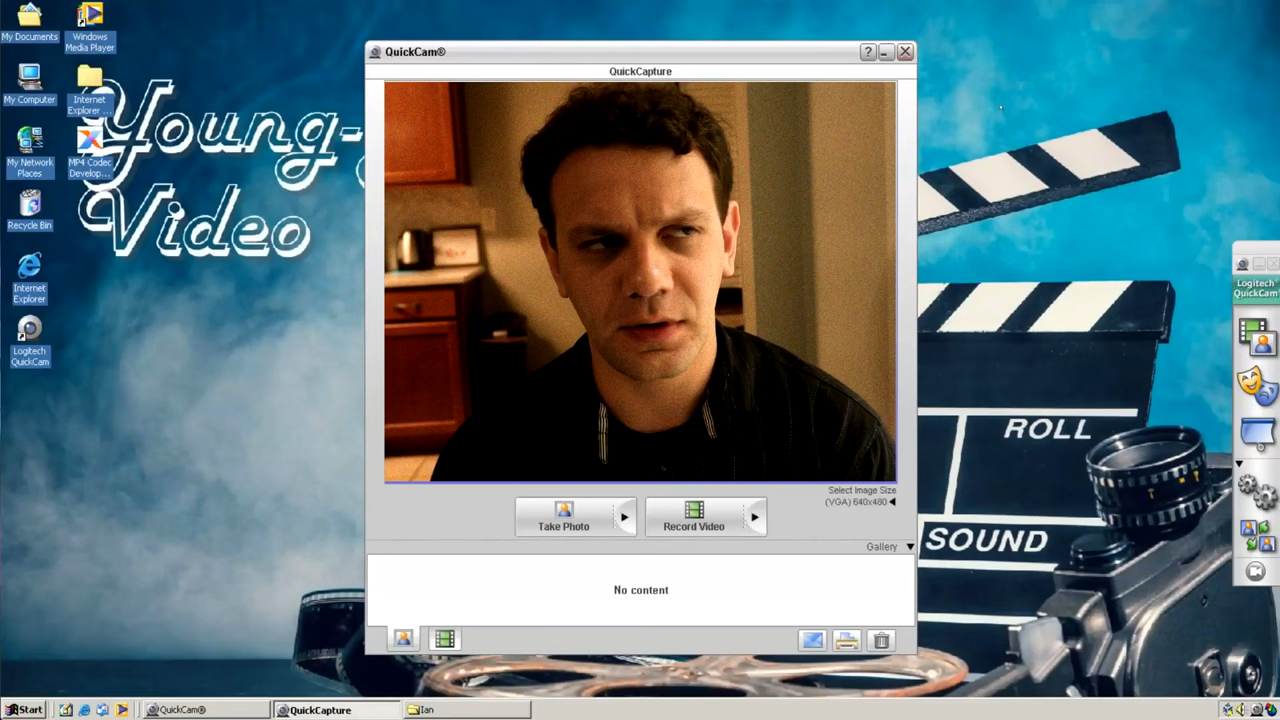 My Documents
Windows
Media Player
My Computer
Internet
Explorer ...
My Network
Places
MP4 Codec
Develop...
Recycle Bin
Internet
Explorer
Logitech
QuickCam
Young-
Video
QuickCam®
?
QuickCapture
Select Image Size
(VGA) 640x480
Take Photo
Record Video
Gallery
No content
ROLL
SOUND
Logitech
QuickCam
Start
QuickCam®
QuickCapture
Ian